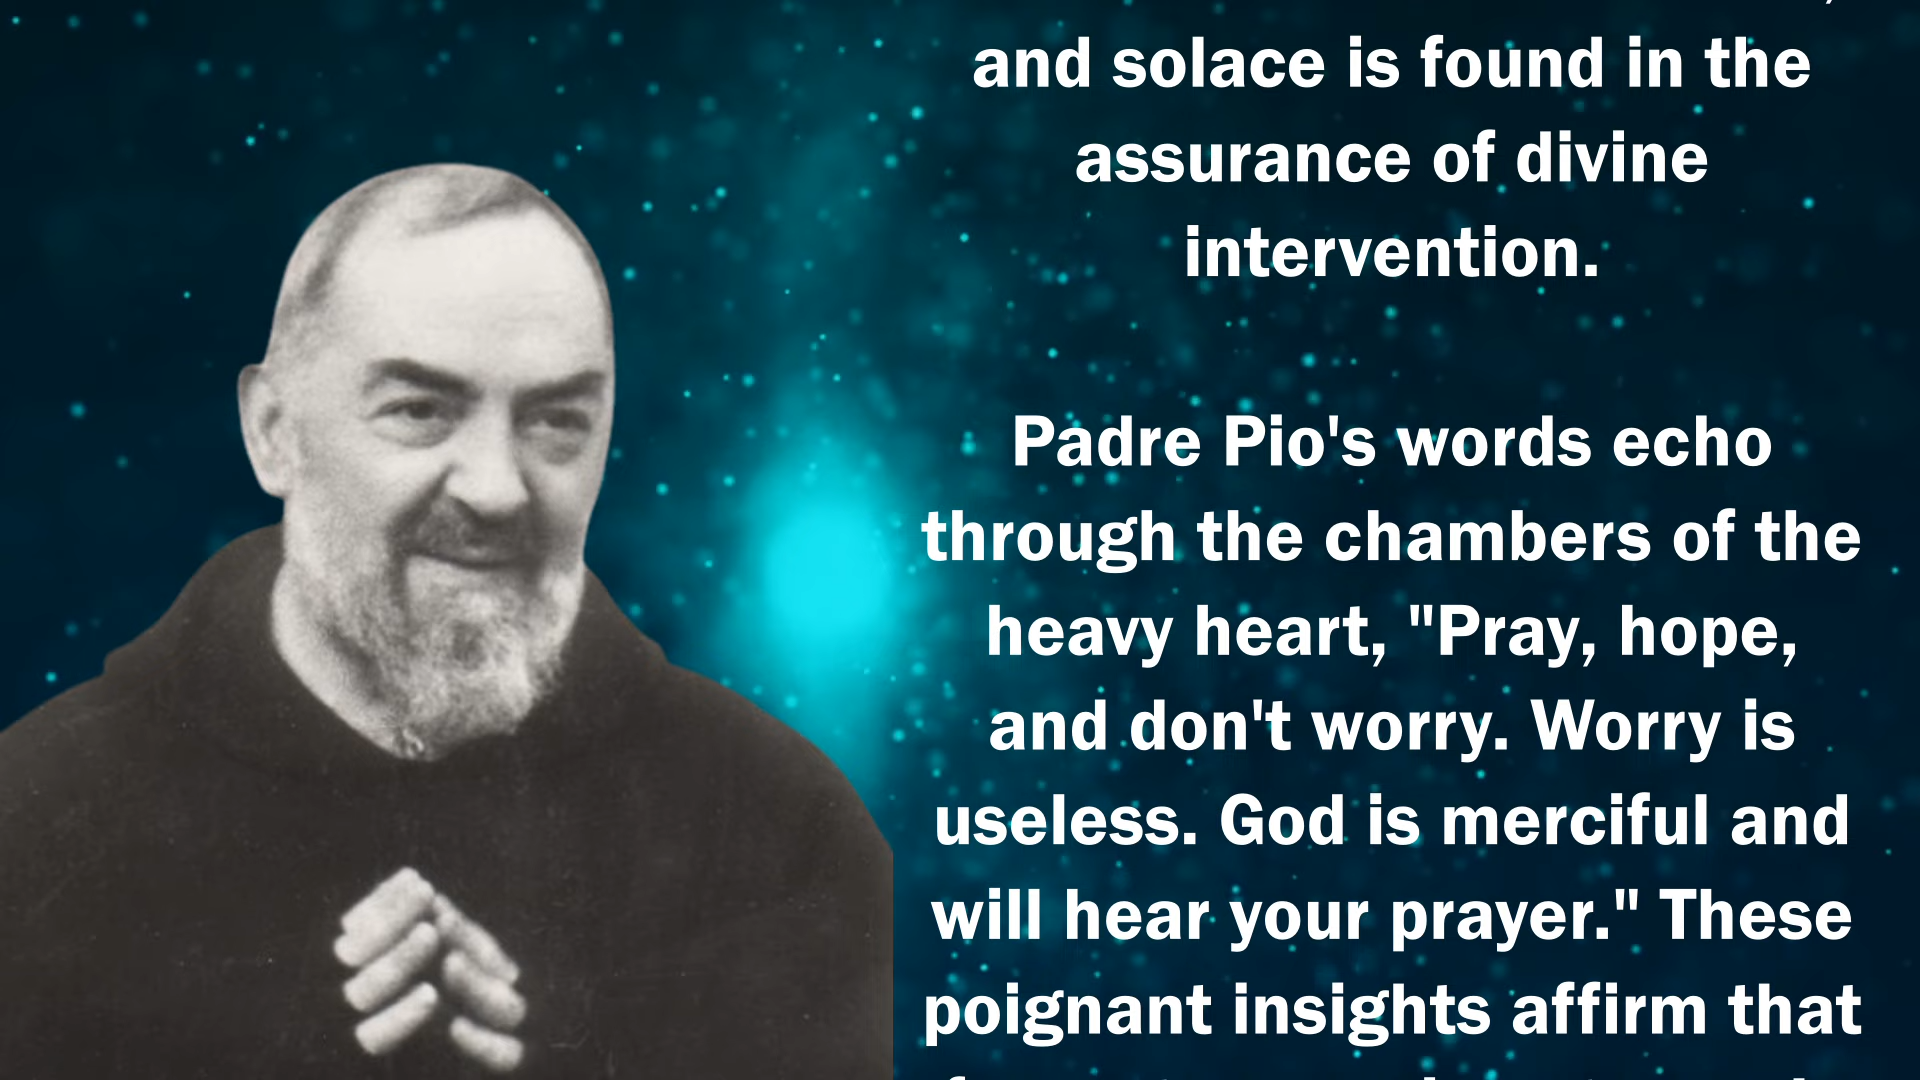 and solace is found in the
assurance of divine
intervention.
Padre Pio's words echo
through the chambers of the
heavy heart, "Pray, hope,
and don't worry. Worry is
useless. God is merciful and
will hear your prayer." These
poignant insights affirm that